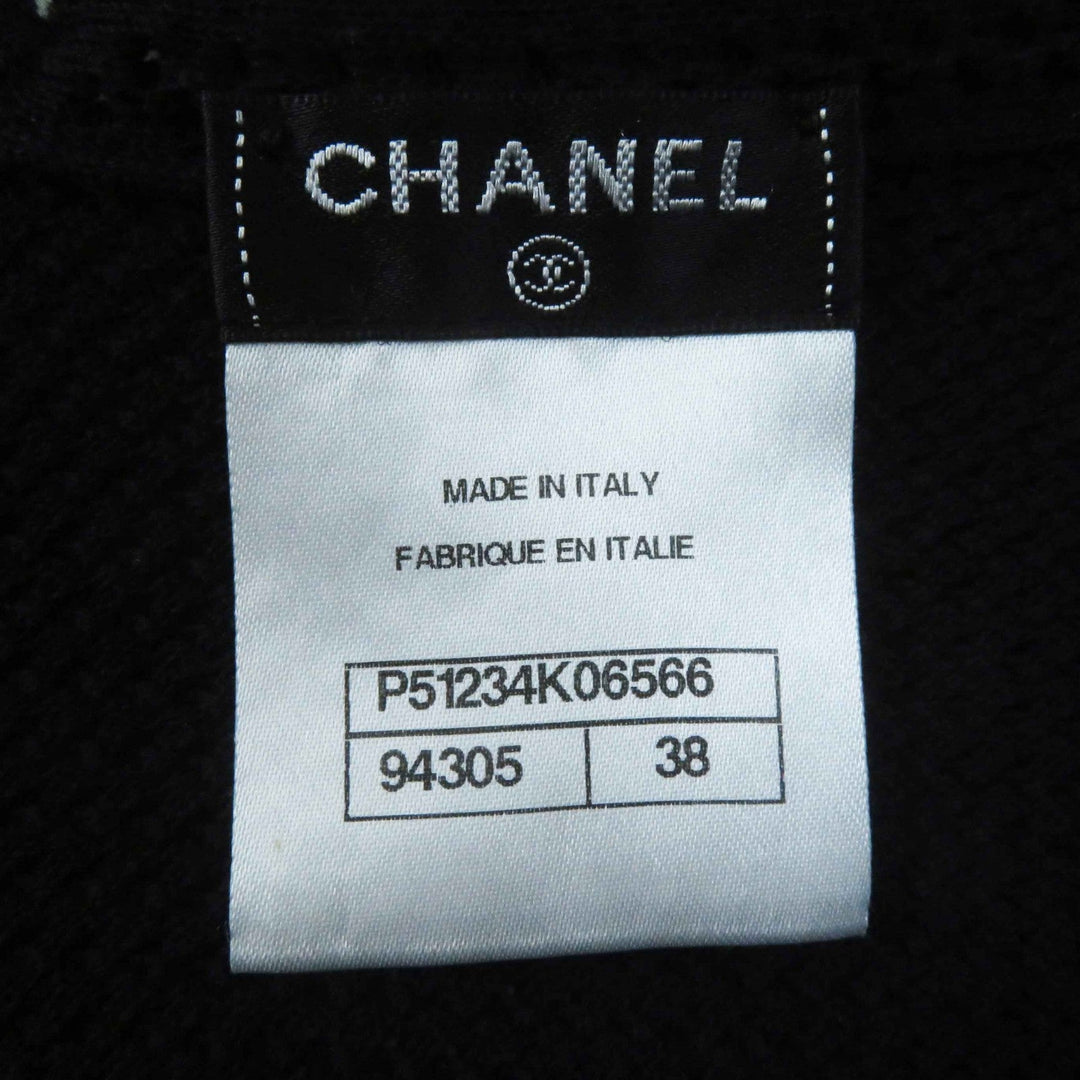 CHANEL
MADE IN ITALY
FABRIQUE EN ITALIE
P51234K06566
94305 38